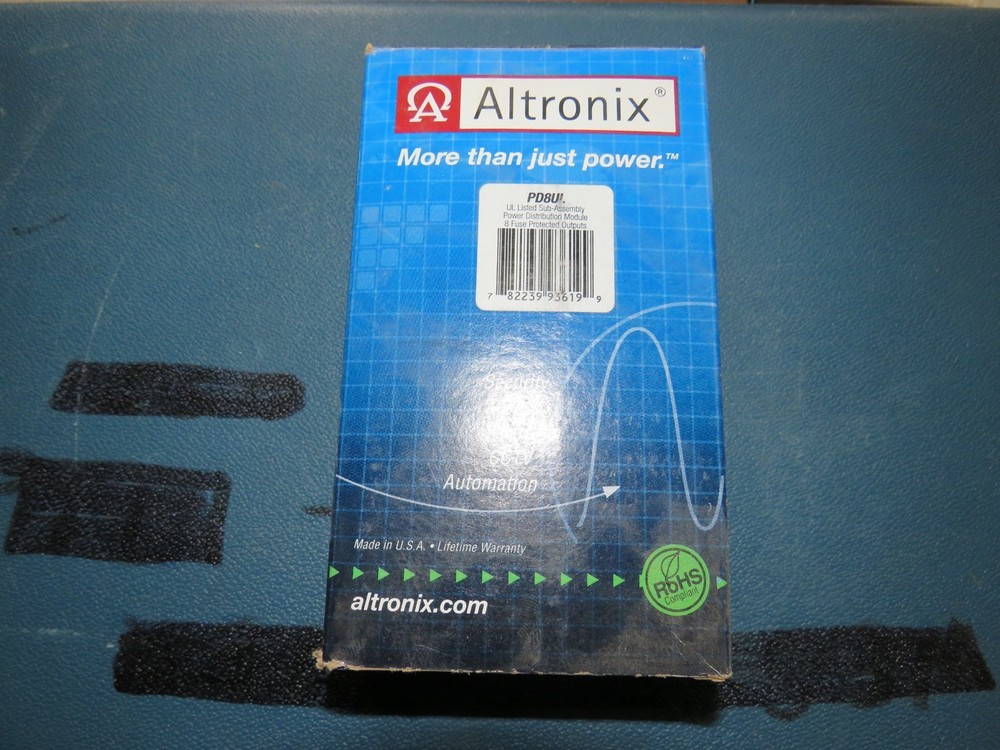 Altronix®
More than just power.™
PD8UL
UL Listed Sub-Assembly
Power Distribution Module
8 Fuse Protected Outputs
7 82239 93619 9
Automation
Made in U.S.A. • Lifetime Warranty
altronix.com
RoHS
Compliant